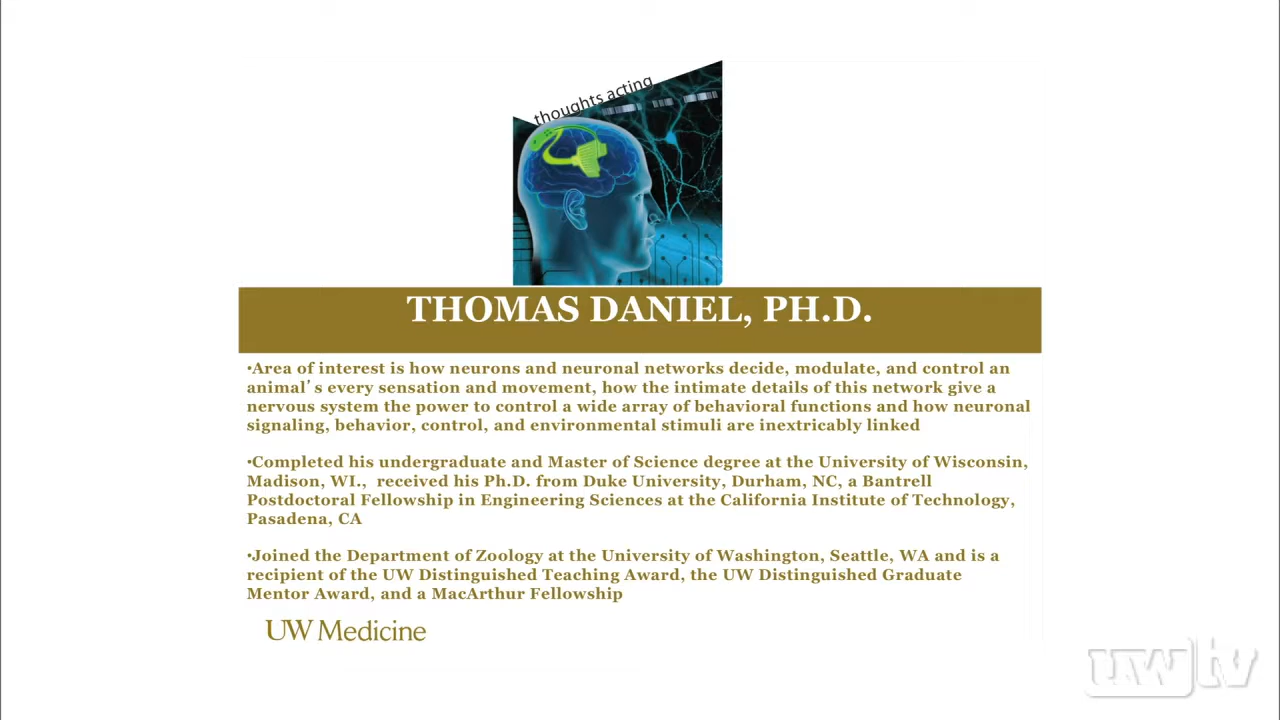 thoughts acting
THOMAS DANIEL, PH.D.
•Area of interest is how neurons and neuronal networks decide, modulate, and control an
animal's every sensation and movement, how the intimate details of this network give a
nervous system the power to control a wide array of behavioral functions and how neuronal
signaling, behavior, control, and environmental stimuli are inextricably linked
•Completed his undergraduate and Master of Science degree at the University of Wisconsin,
Madison, WI.,  received his Ph.D. from Duke University, Durham, NC, a Bantrell
Postdoctoral Fellowship in Engineering Sciences at the California Institute of Technology,
Pasadena, CA
•Joined the Department of Zoology at the University of Washington, Seattle, WA and is a
recipient of the UW Distinguished Teaching Award, the UW Distinguished Graduate
Mentor Award, and a MacArthur Fellowship
UW Medicine
uwtv